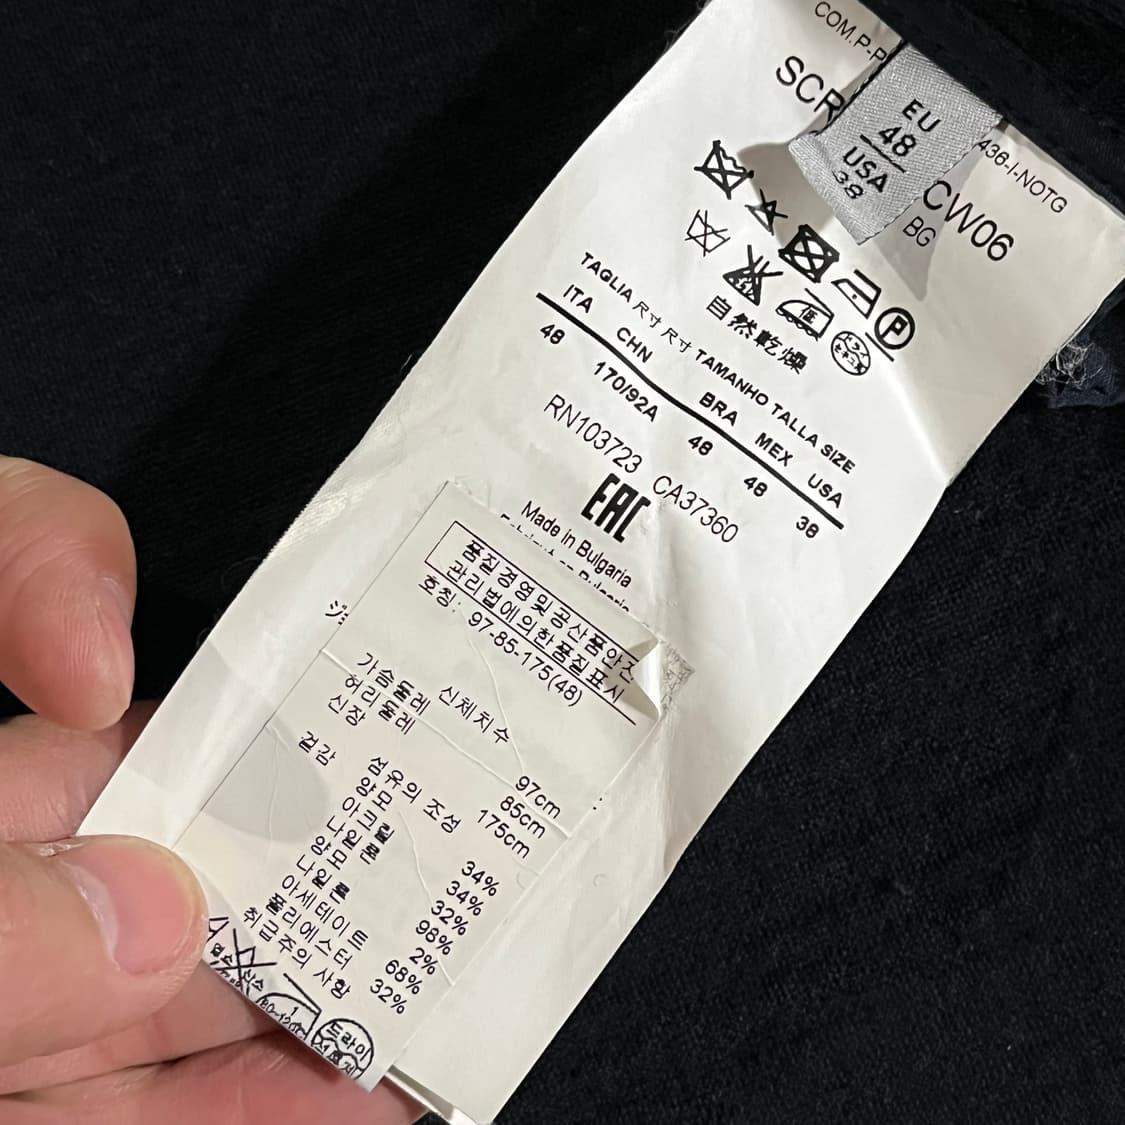 COM.P-P
436-I-NOTG
SCR
EU
48
USA
38
CW06
BG
自然乾燥
TAGLIA 尺寸 尺寸 TAMANHO TALLA SIZE
ITA CHN BRA MEX USA
48 170/92A 48 48 38
RN103723 CA37360
EAC
Made in Bulgaria
품질경영및공산품안전
관리법에의한품질표시
호칭: 97-85-175(48)
신체치수
가슴둘레 97cm
허리둘레 85cm
신장 175cm
섬유의 조성
겉감 양모 34%
아크릴 34%
나일론 32%
양모 98%
나일론 2%
아세테이트 68%
폴리에스터 32%
취급주의 사항
드라이